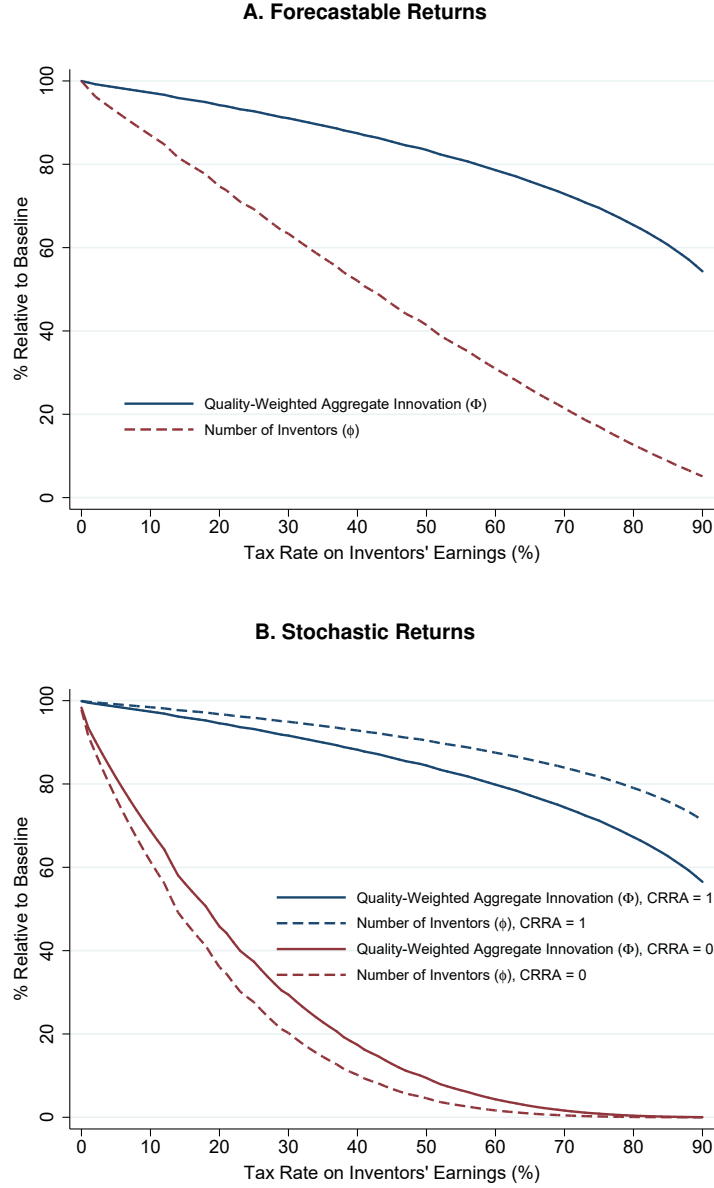 A. Forecastable Returns
% Relative to Baseline
100
80
60
40
20
0
Quality-Weighted Aggregate Innovation (Φ)
Number of Inventors (ϕ)
0 10 20 30 40 50 60 70 80 90
Tax Rate on Inventors' Earnings (%)
B. Stochastic Returns
% Relative to Baseline
100
80
60
40
20
0
Quality-Weighted Aggregate Innovation (Φ), CRRA = 1
Number of Inventors (ϕ), CRRA = 1
Quality-Weighted Aggregate Innovation (Φ), CRRA = 0
Number of Inventors (ϕ), CRRA = 0
0 10 20 30 40 50 60 70 80 90
Tax Rate on Inventors' Earnings (%)